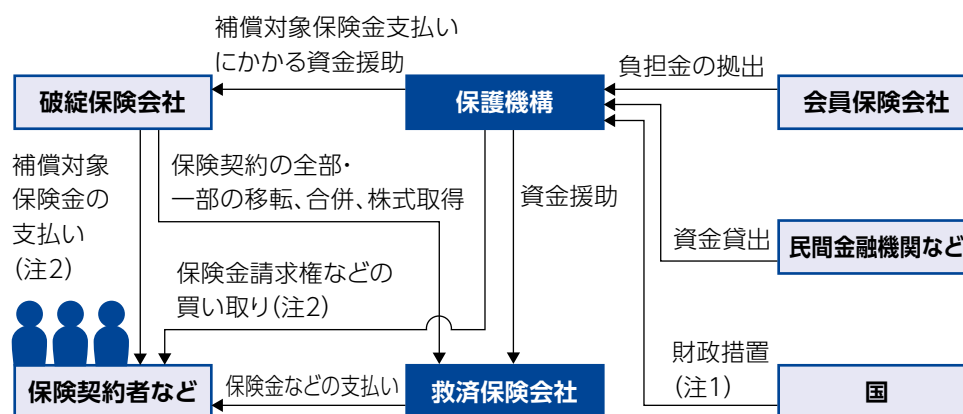 補償対象保険金支払い
にかかる資金援助
負担金の拠出
破綻保険会社
保護機構
会員保険会社
補償対象
保険金の
支払い
(注2)
保険契約の全部・
一部の移転、合併、株式取得
資金援助
資金貸出
民間金融機関など
保険金請求権などの
買い取り(注2)
財政措置
(注1)
保険契約者など
保険金などの支払い
救済保険会社
国